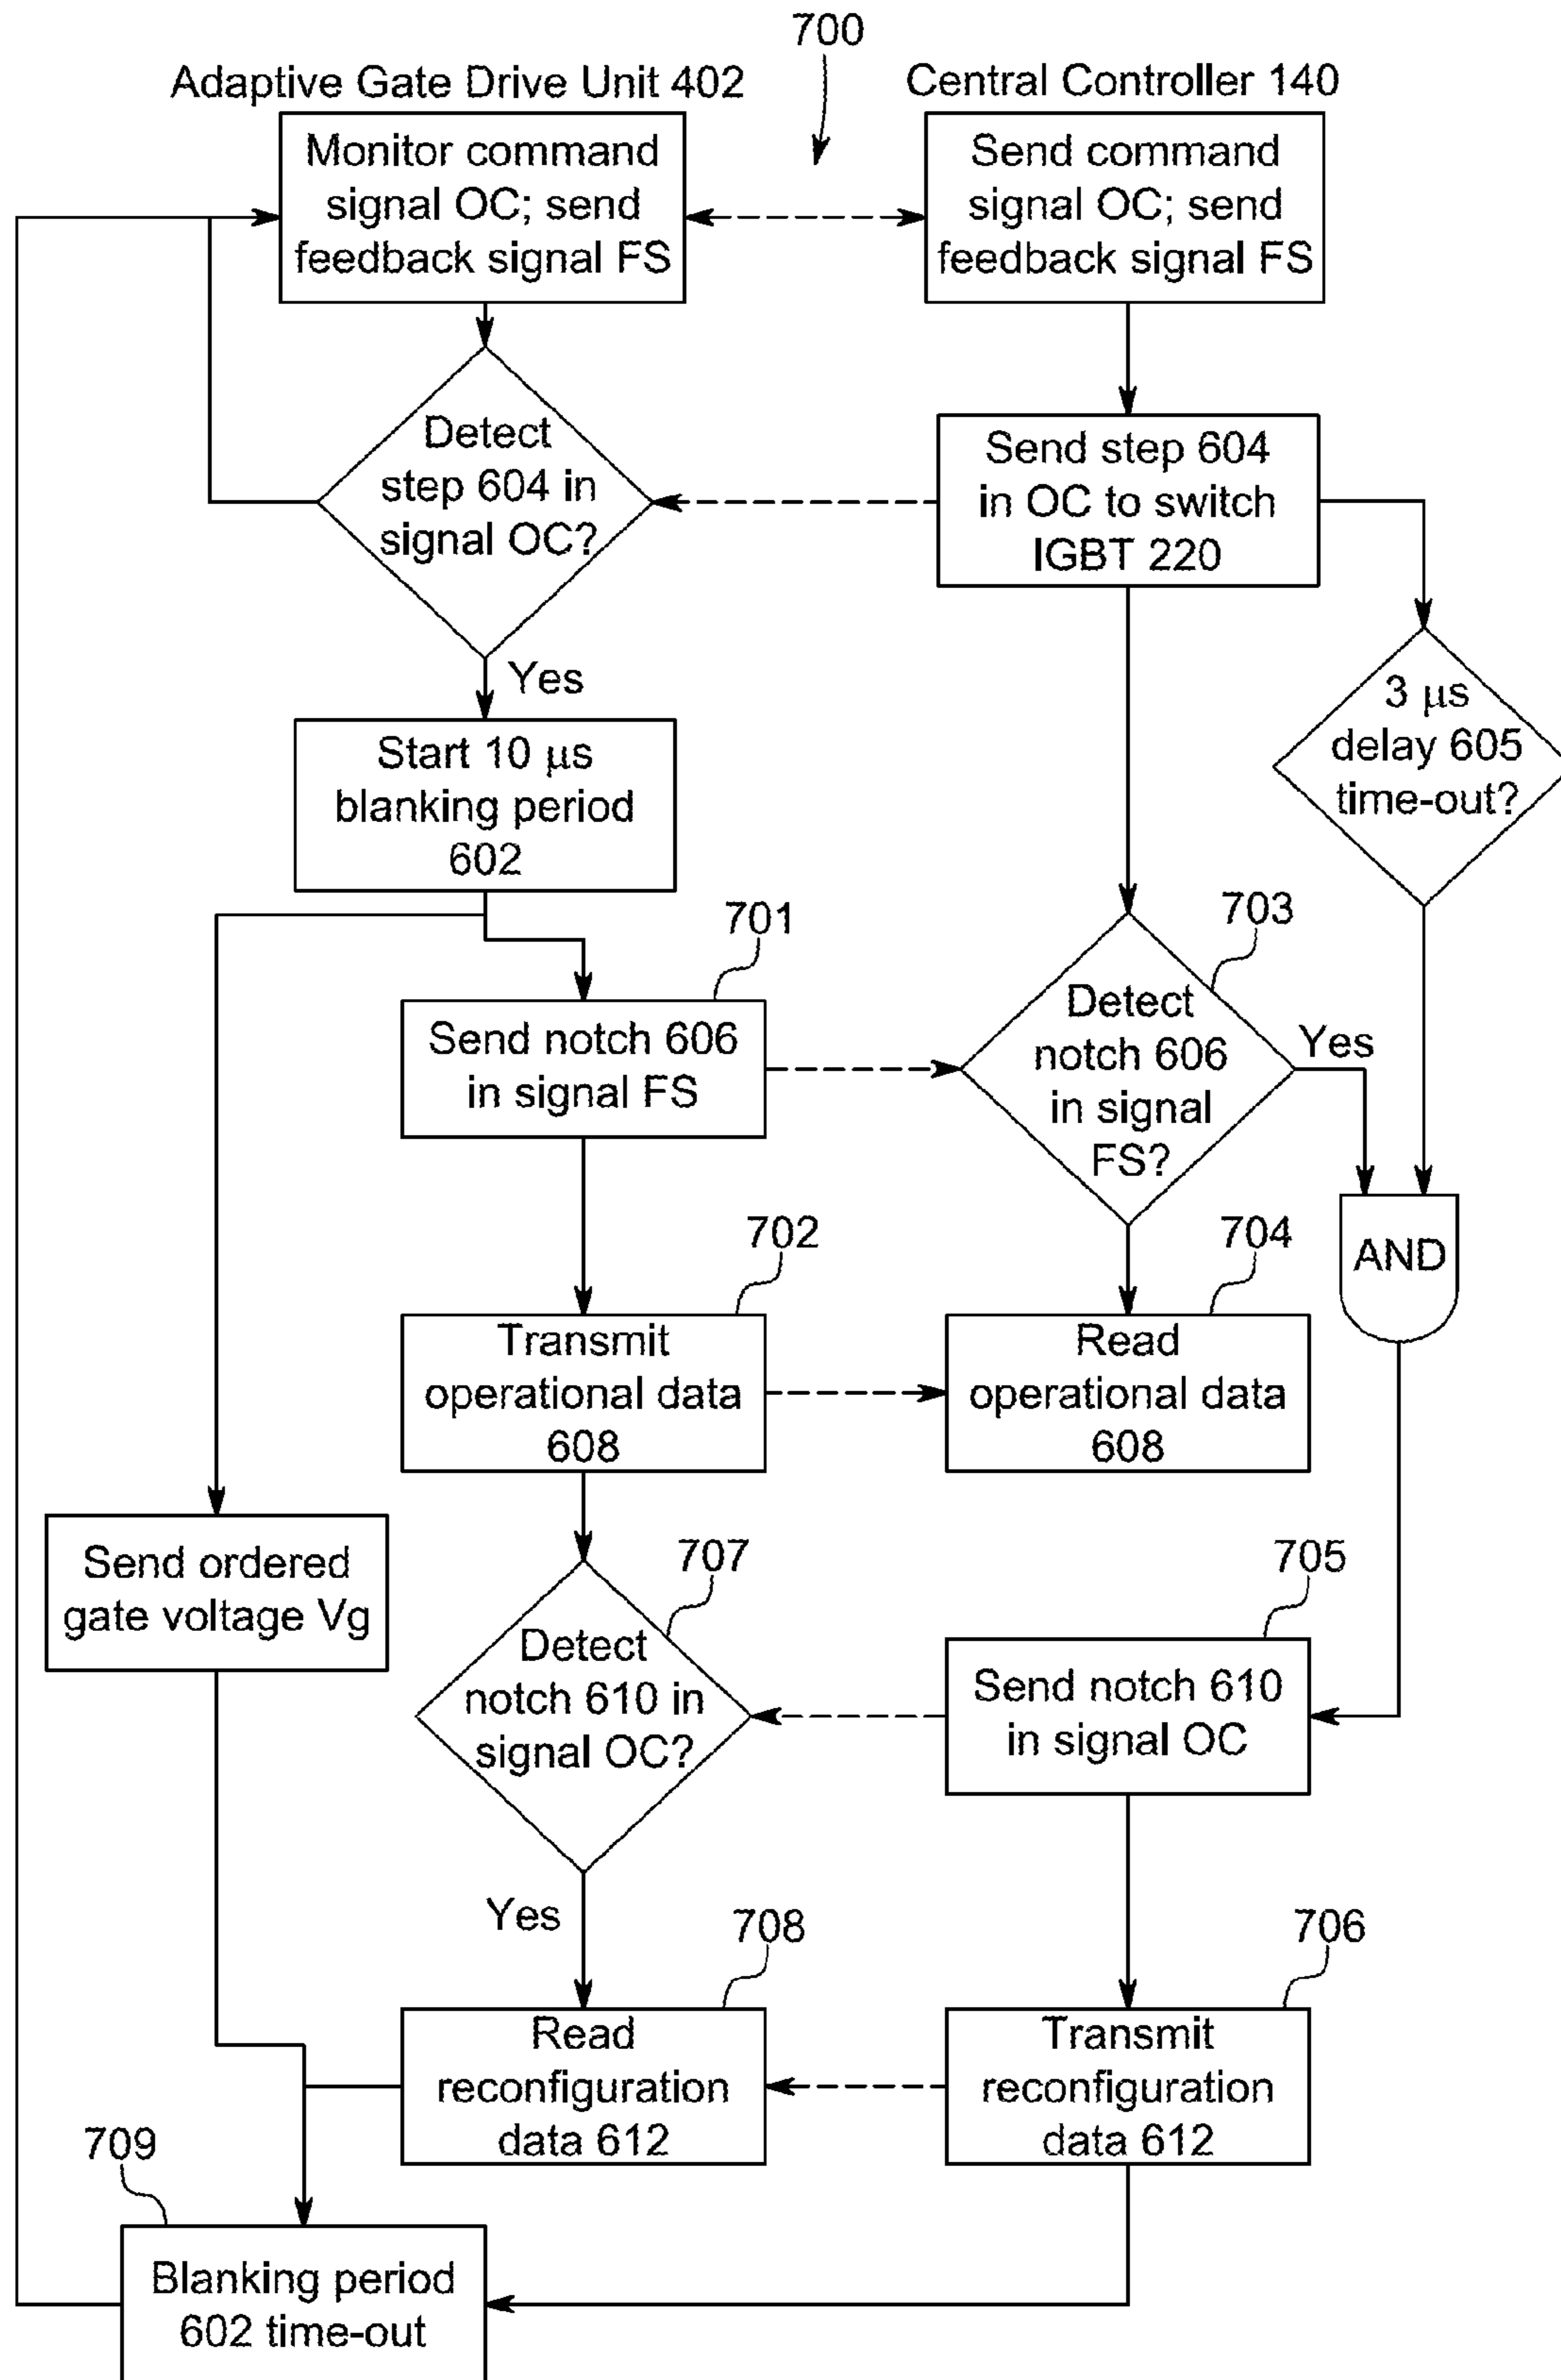 700
Adaptive Gate Drive Unit 402
Central Controller 140
Monitor command
signal OC; send
feedback signal FS
Send command
signal OC; send
feedback signal FS
Detect
step 604 in
signal OC?
Send step 604
in OC to switch
IGBT 220
Yes
3 μs
delay 605
time-out?
Start 10 μs
blanking period
602
701
703
Send notch 606
in signal FS
Detect
notch 606
in signal
FS?
Yes
702
704
AND
Transmit
operational data
608
Read
operational data
608
Send ordered
gate voltage Vg
707
705
Detect
notch 610 in
signal OC?
Send notch 610
in signal OC
Yes
708
706
Read
reconfiguration
data 612
Transmit
reconfiguration
data 612
709
Blanking period
602 time-out